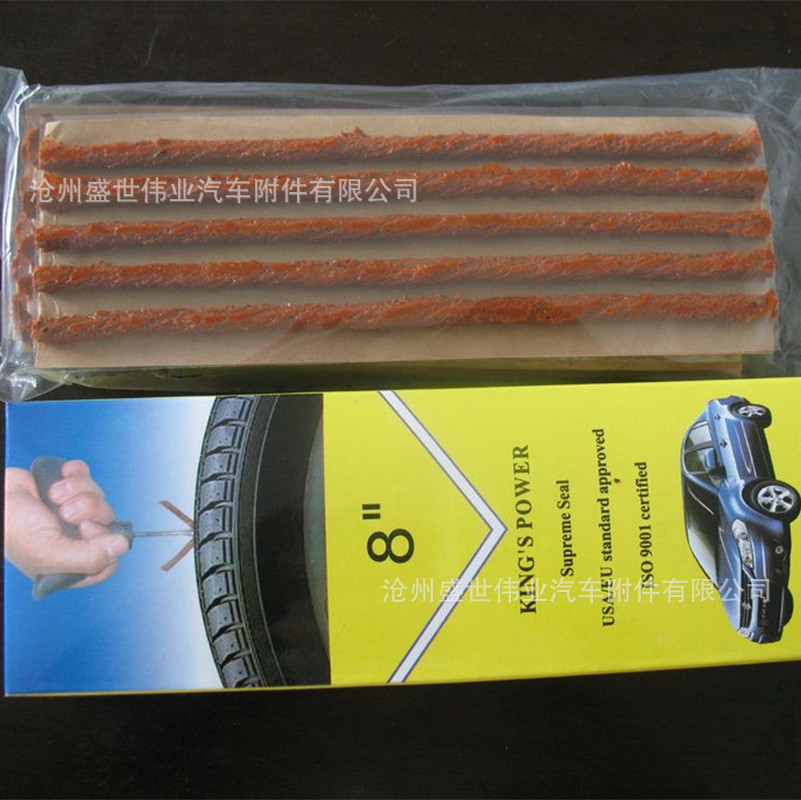 沧州盛世伟业汽车附件有限公司
8"
KING'S POWER
Supreme Seal
USA/EU standard approved
ISO 9001 certified
沧州盛世伟业汽车附件有限公司